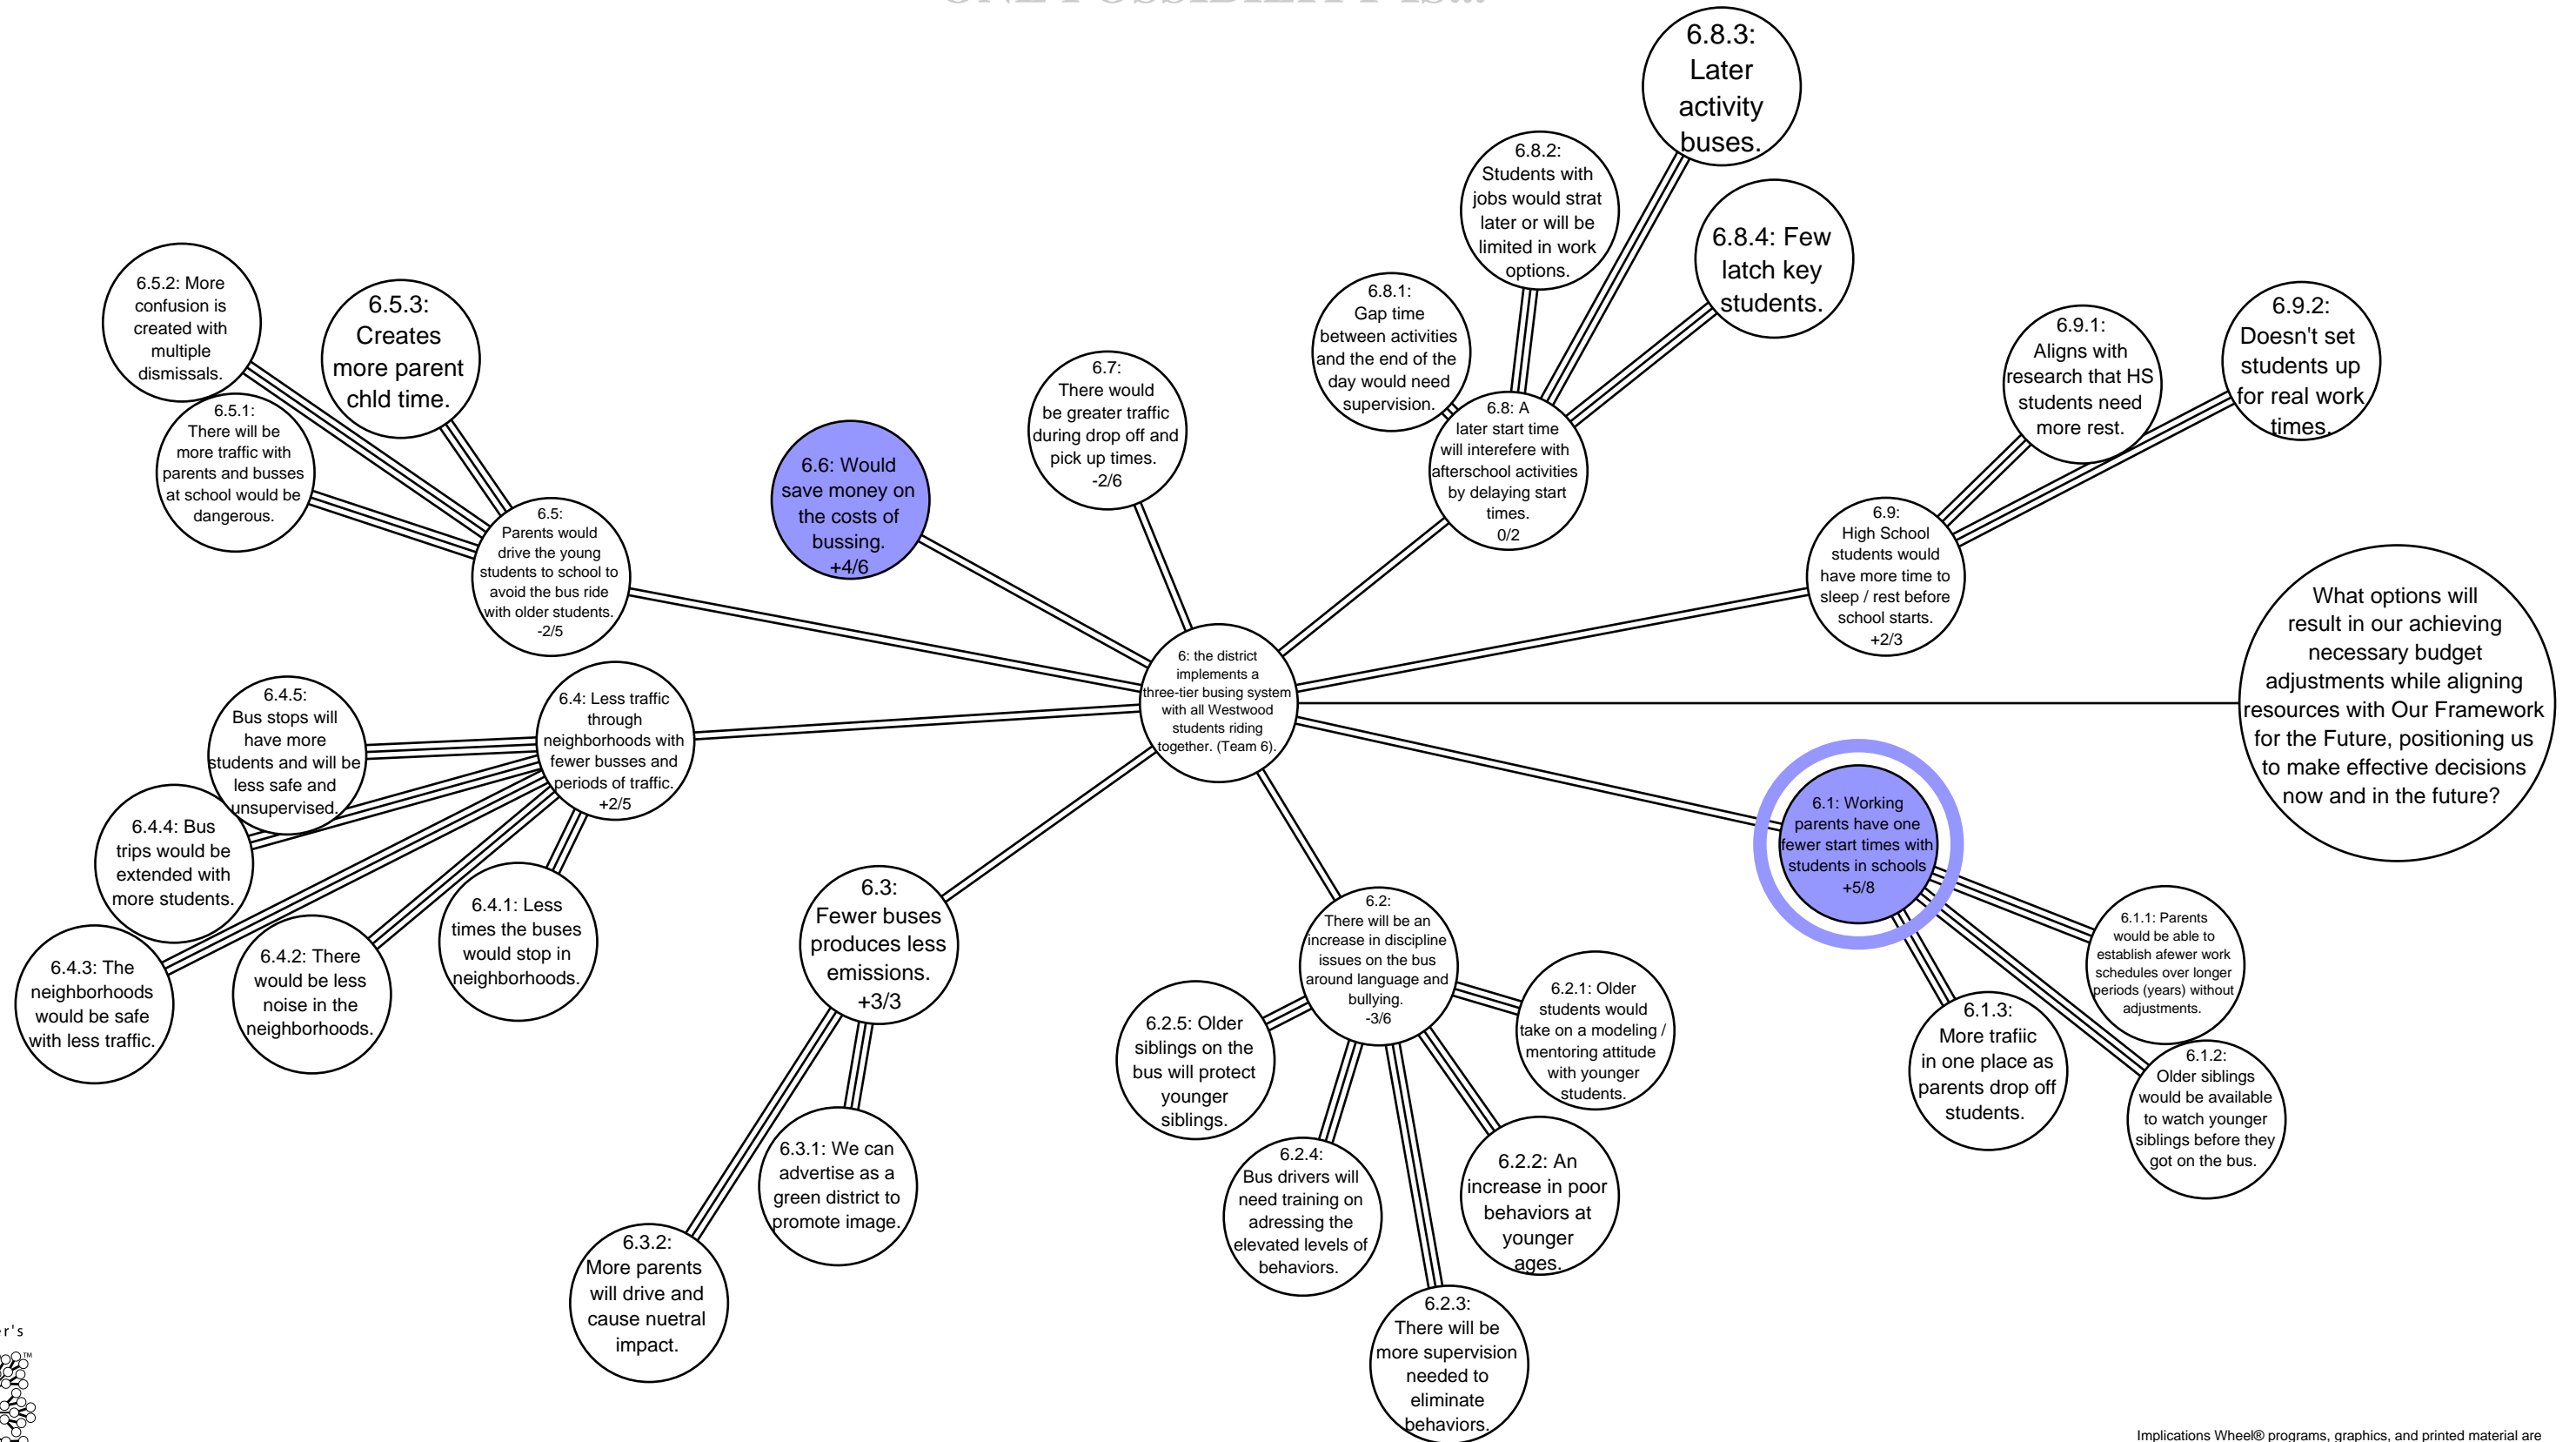 6.8.3:
Later
activity
buses.
6.8.2:
Students with
jobs would strat
later or will be
limited in work
options.
6.8.4: Few
latch key
students.
6.8.1:
Gap time
between activities
and the end of the
day would need
supervision.
6.8: A
later start time
will interefere with
afterschool activities
by delaying start
times.
0/2
6.9.1:
Aligns with
research that HS
students need
more rest.
6.9.2:
Doesn't set
students up
for real work
times.
6.9:
High School
students would
have more time to
sleep / rest before
school starts.
+2/3
6.5.2: More
confusion is
created with
multiple
dismissals.
6.5.3:
Creates
more parent
chld time.
6.5.1:
There will be
more traffic with
parents and busses
at school would be
dangerous.
6.5:
Parents would
drive the young
students to school to
avoid the bus ride
with older students.
-2/5
6.6: Would
save money on
the costs of
bussing.
+4/6
6.7:
There would
be greater traffic
during drop off and
pick up times.
-2/6
6: the district
implements a
three-tier busing system
with all Westwood
students riding
together. (Team 6).
What options will
result in our achieving
necessary budget
adjustments while aligning
resources with Our Framework
for the Future, positioning us
to make effective decisions
now and in the future?
6.4.5:
Bus stops will
have more
students and will be
less safe and
unsupervised.
6.4: Less traffic
through
neighborhoods with
fewer busses and
periods of traffic.
+2/5
6.4.4: Bus
trips would be
extended with
more students.
6.4.3: The
neighborhoods
would be safe
with less traffic.
6.4.2: There
would be less
noise in the
neighborhoods.
6.4.1: Less
times the buses
would stop in
neighborhoods.
6.3:
Fewer buses
produces less
emissions.
+3/3
6.3.1: We can
advertise as a
green district to
promote image.
6.3.2:
More parents
will drive and
cause nuetral
impact.
6.2:
There will be an
increase in discipline
issues on the bus
around language and
bullying.
-3/6
6.2.5: Older
siblings on the
bus will protect
younger
siblings.
6.2.1: Older
students would
take on a modeling /
mentoring attitude
with younger
students.
6.2.4:
Bus drivers will
need training on
adressing the
elevated levels of
behaviors.
6.2.2: An
increase in poor
behaviors at
younger
ages.
6.2.3:
There will be
more supervision
needed to
eliminate
behaviors.
6.1: Working
parents have one
fewer start times with
students in schools
+5/8
6.1.1: Parents
would be able to
establish afewer work
schedules over longer
periods (years) without
adjustments.
6.1.3:
More trafiic
in one place as
parents drop off
students.
6.1.2:
Older siblings
would be available
to watch younger
siblings before they
got on the bus.
r's
TM
Implications Wheel® programs, graphics, and printed material are